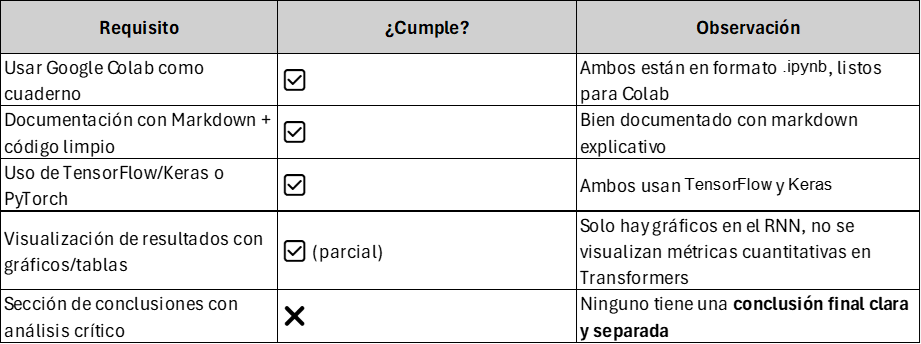 Requisito ¿Cumple? Observación
Usar Google Colab como
cuaderno
☑
Ambos están en formato .ipynb, listos
para Colab
Documentación con Markdown +
código limpio
☑
Bien documentado con markdown
explicativo
Uso de TensorFlow/Keras o
PyTorch
☑
Ambos usan TensorFlow y Keras
Visualización de resultados con
gráficos/tablas
☑ (parcial)
Solo hay gráficos en el RNN, no se
visualizan métricas cuantitativas en
Transformers
Sección de conclusiones con
análisis crítico
❌
Ninguno tiene una conclusión final clara
y separada